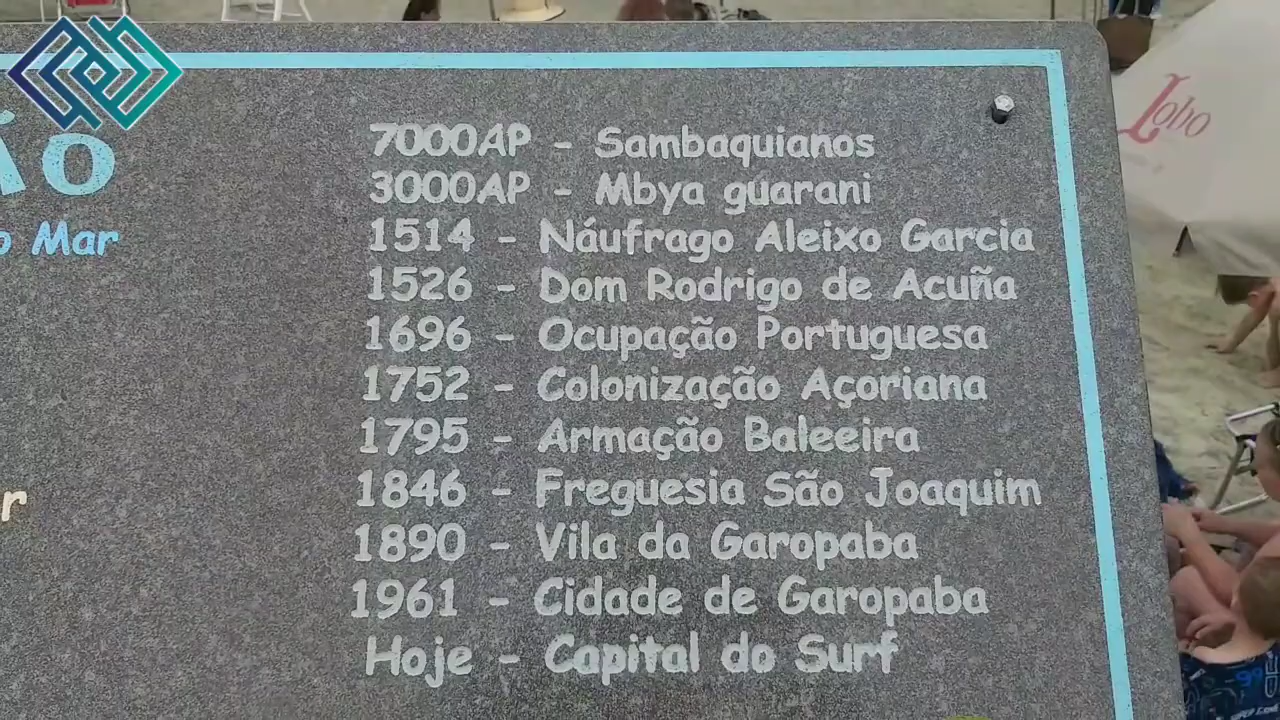 7000AP - Sambaquianos
3000AP - Mbya guarani
1514 - Náufrago Aleixo Garcia
1526 - Dom Rodrigo de Acuña
1696 - Ocupação Portuguesa
1752 - Colonização Açoriana
1795 - Armação Baleeira
1846 - Freguesia São Joaquim
1890 - Vila da Garopaba
1961 - Cidade de Garopaba
Hoje - Capital do Surf
ÃO
o Mar
r
Lobo